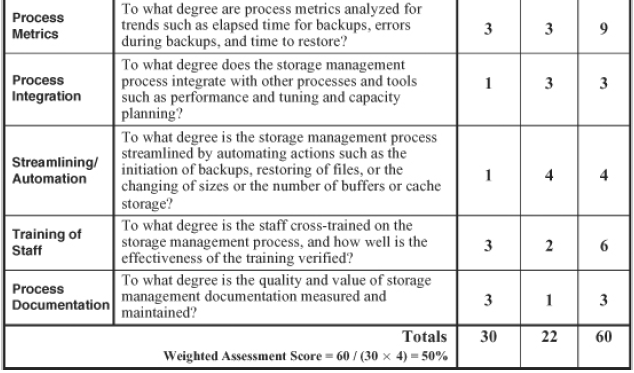 Process
Metrics
To what degree are process metrics analyzed for
trends such as elapsed time for backups, errors
during backups, and time to restore?
3 3 9
Process
Integration
To what degree does the storage management
process integrate with other processes and tools
such as performance and tuning and capacity
planning?
1 3 3
Streamlining/
Automation
To what degree is the storage management process
streamlined by automating actions such as the
initiation of backups, restoring of files, or the
changing of sizes or the number of buffers or cache
storage?
1 4 4
Training of
Staff
To what degree is the staff cross-trained on the
storage management process, and how well is the
effectiveness of the training verified?
3 2 6
Process
Documentation
To what degree is the quality and value of storage
management documentation measured and
maintained?
3 1 3
Totals 30 22 60
Weighted Assessment Score = 60 / (30 × 4) = 50%